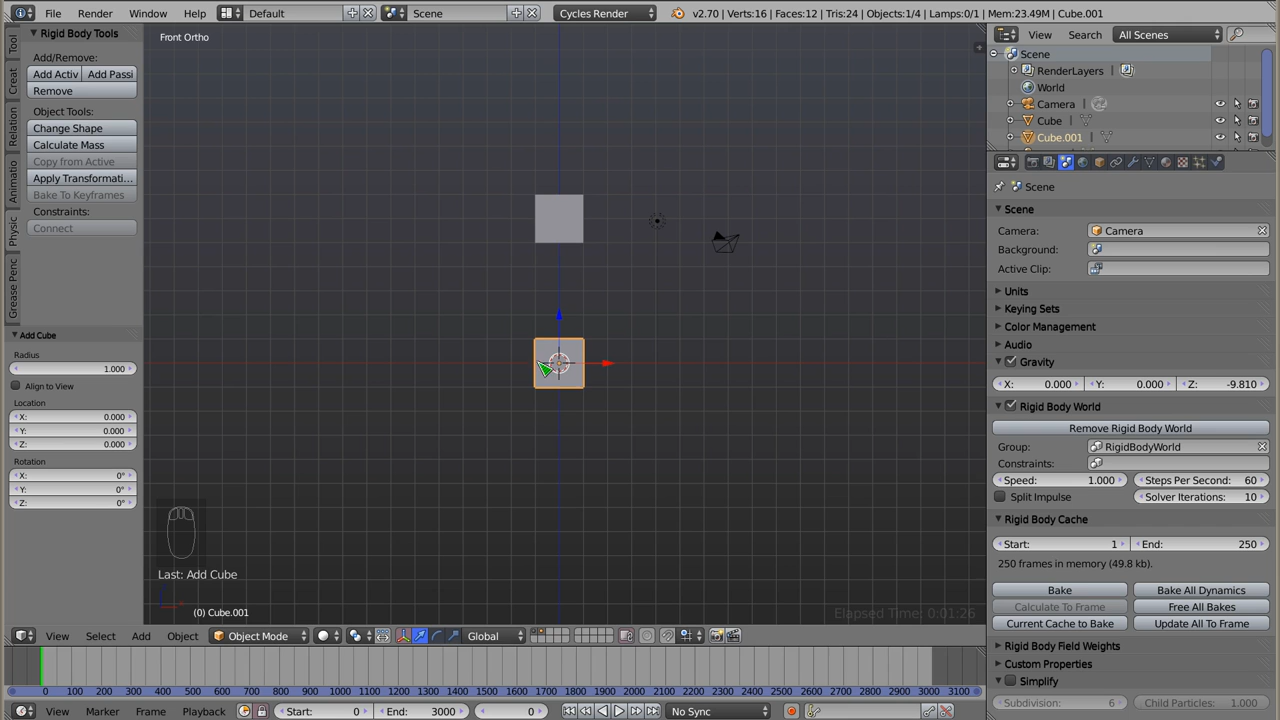 File Render Window Help Default Scene Cycles Render v2.70 | Verts:16 | Faces:12 | Tris:24 | Objects:1/4 | Lamps:0/1 | Mem:23.49M | Cube.001
Tool
Creat
Relation
Animatio
Physic
Grease Penc
Rigid Body Tools
Add/Remove:
Add Activ Add Passi
Remove
Object Tools:
Change Shape
Calculate Mass
Copy from Active
Apply Transformati...
Bake To Keyframes
Constraints:
Connect
Add Cube
Radius
1.000
Align to View
Location
X: 0.000
Y: 0.000
Z: 0.000
Rotation
X: 0°
Y: 0°
Z: 0°
Front Ortho
Last: Add Cube
(0) Cube.001
Elapsed Time: 0:01:26
View Select Add Object Object Mode Global
0 100 200 300 400 500 600 700 800 900 1000 1100 1200 1300 1400 1500 1600 1700 1800 1900 2000 2100 2200 2300 2400 2500 2600 2700 2800 2900 3000 3100
View Marker Frame Playback Start: 0 End: 3000 0 No Sync
View Search All Scenes
Scene
RenderLayers
World
Camera
Cube
Cube.001
Scene
Scene
Camera: Camera
Background:
Active Clip:
Units
Keying Sets
Color Management
Audio
Gravity
X: 0.000 Y: 0.000 Z: -9.810
Rigid Body World
Remove Rigid Body World
Group: RigidBodyWorld
Constraints:
Speed: 1.000 Steps Per Second: 60
Split Impulse Solver Iterations: 10
Rigid Body Cache
Start: 1 End: 250
250 frames in memory (49.8 kb).
Bake Bake All Dynamics
Calculate To Frame Free All Bakes
Current Cache to Bake Update All To Frame
Rigid Body Field Weights
Custom Properties
Simplify
Subdivision: 6 Child Particles: 1.000